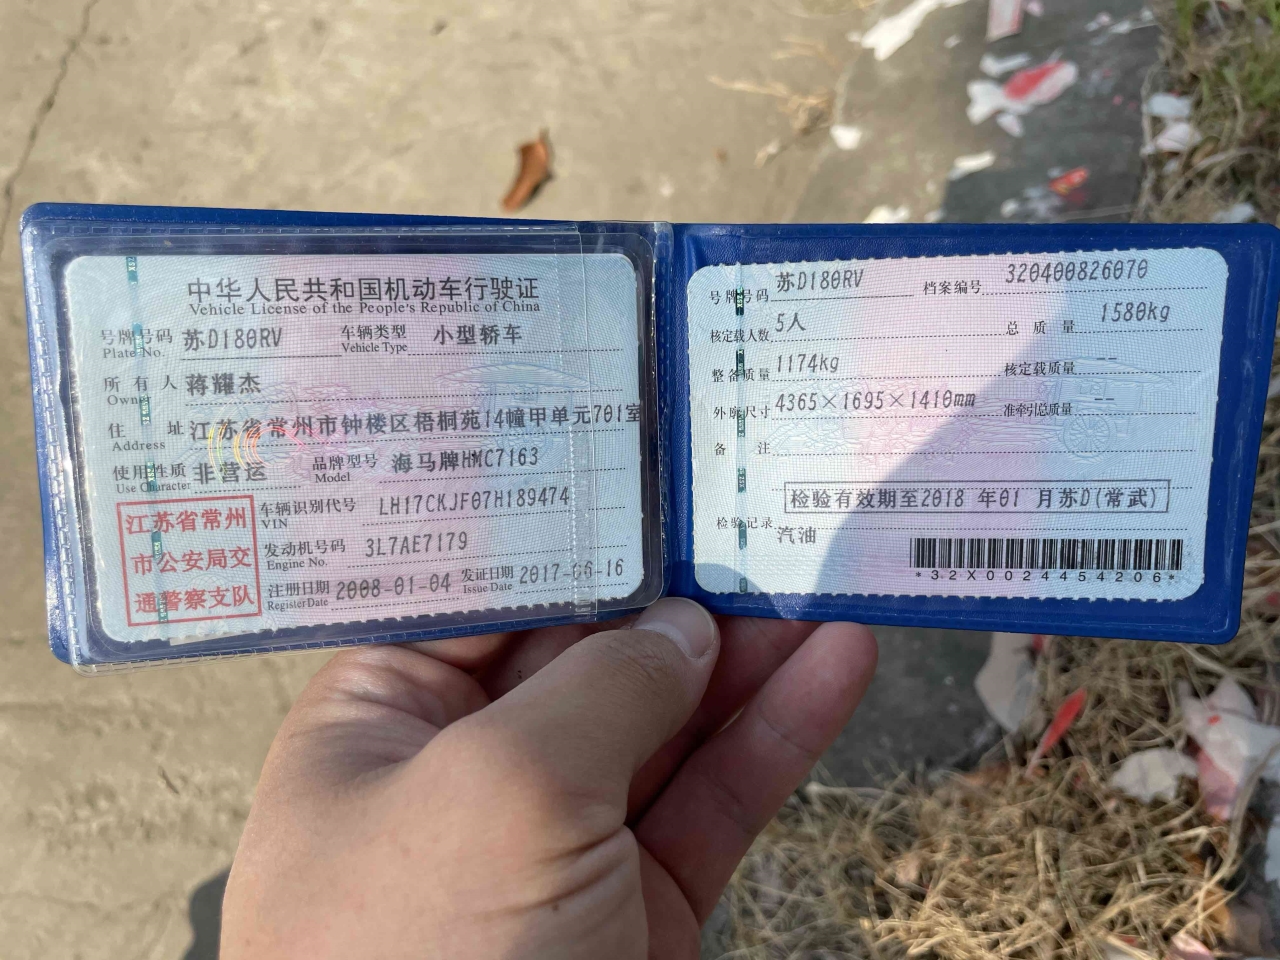 中华人民共和国机动车行驶证
Vehicle License of the People's Republic of China
号牌号码 苏D180RV 车辆类型 小型轿车
Plate No. Vehicle Type
所有人 蒋耀杰
Owner
住址 江苏省常州市钟楼区梧桐苑14幢甲单元701室
Address
使用性质 非营运 品牌型号 海马牌HMC7163
Use Character Model
车辆识别代号 LH17CKJF07H189474
VIN
发动机号码 3L7AE7179
Engine No.
注册日期 2008-01-04 发证日期 2017-06-16
Register Date Issue Date
江苏省常州
市公安局交
通警察支队
号牌号码 苏D180RV 档案编号 320400826070
核定载人数 5人 总质量 1580kg
整备质量 1174kg 核定载质量 --
外廓尺寸 4365×1695×1410mm 准牵引总质量 --
备注
检验有效期至2018 年01 月苏D(常武)
检验记录 汽油
*32X0024454206*